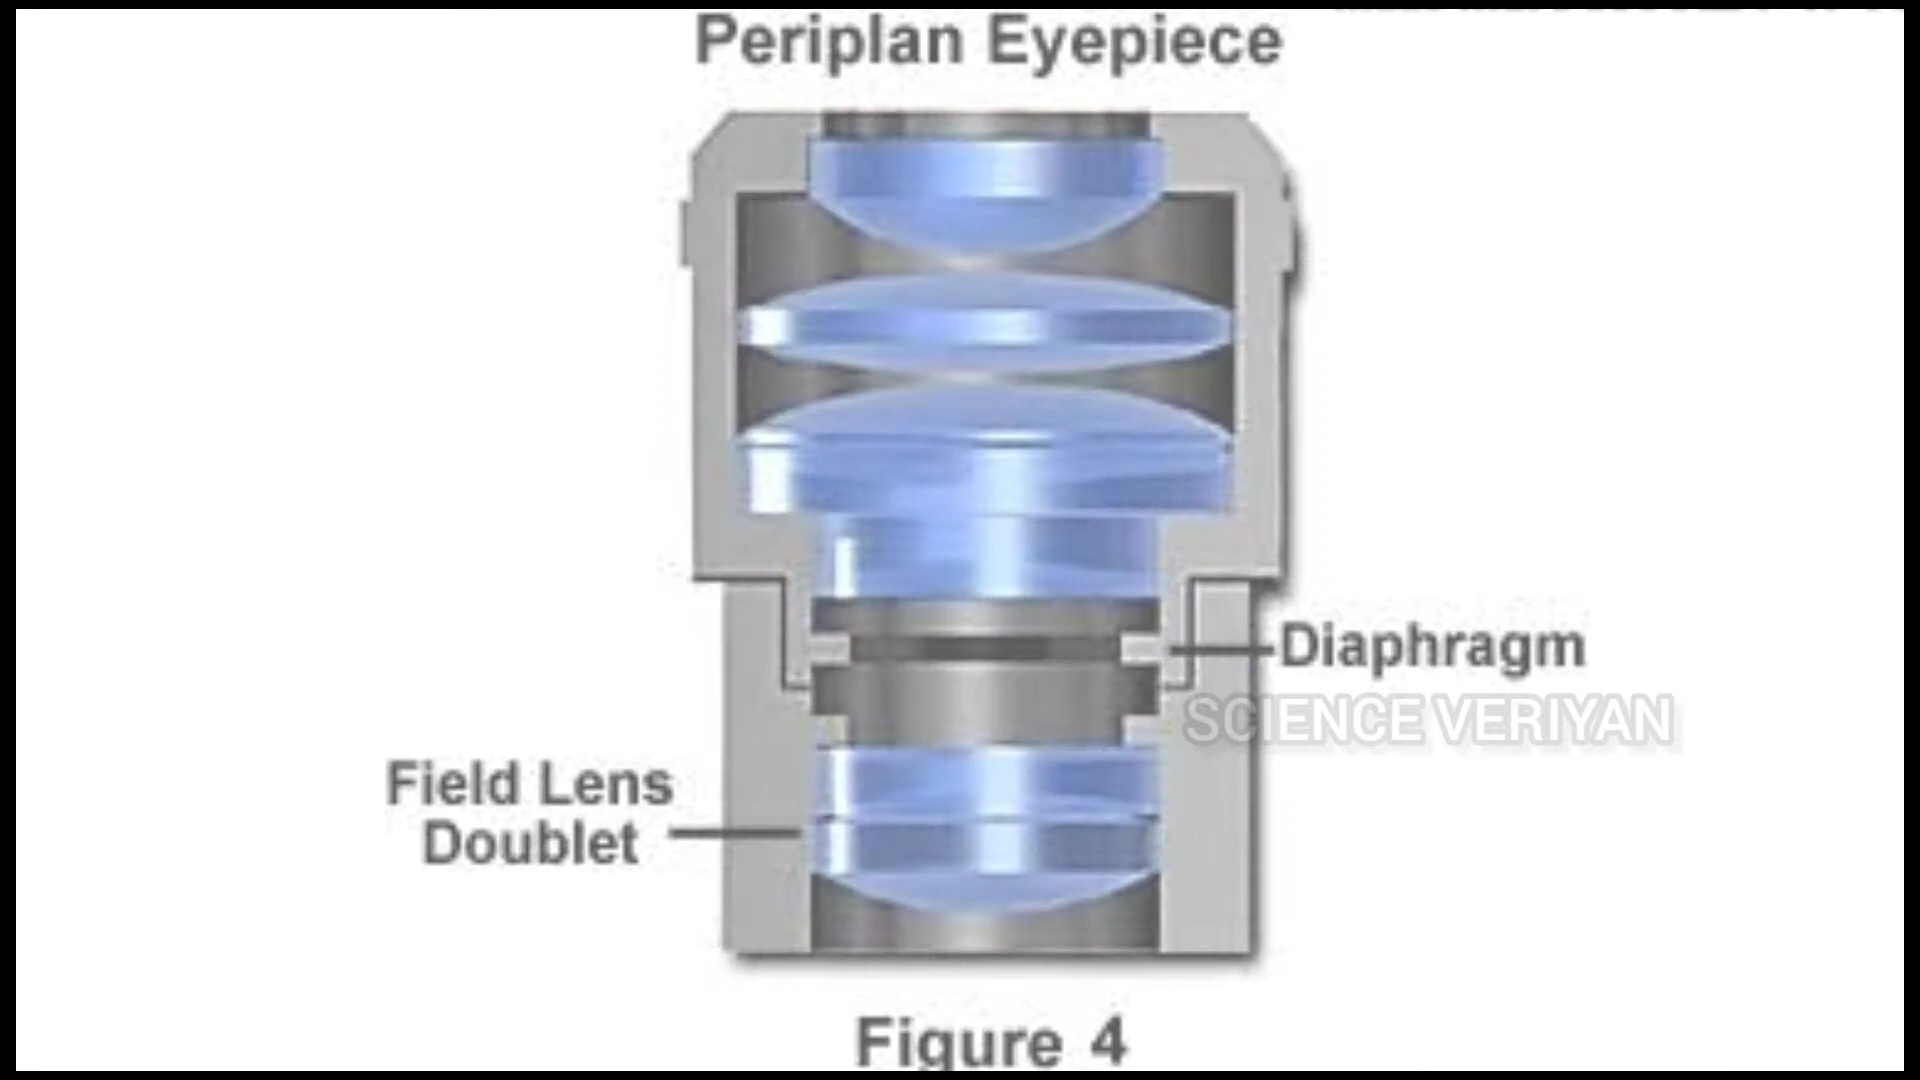 Periplan Eyepiece
Diaphragm
SCIENCE VERIYAN
Field Lens
Doublet
Figure 4